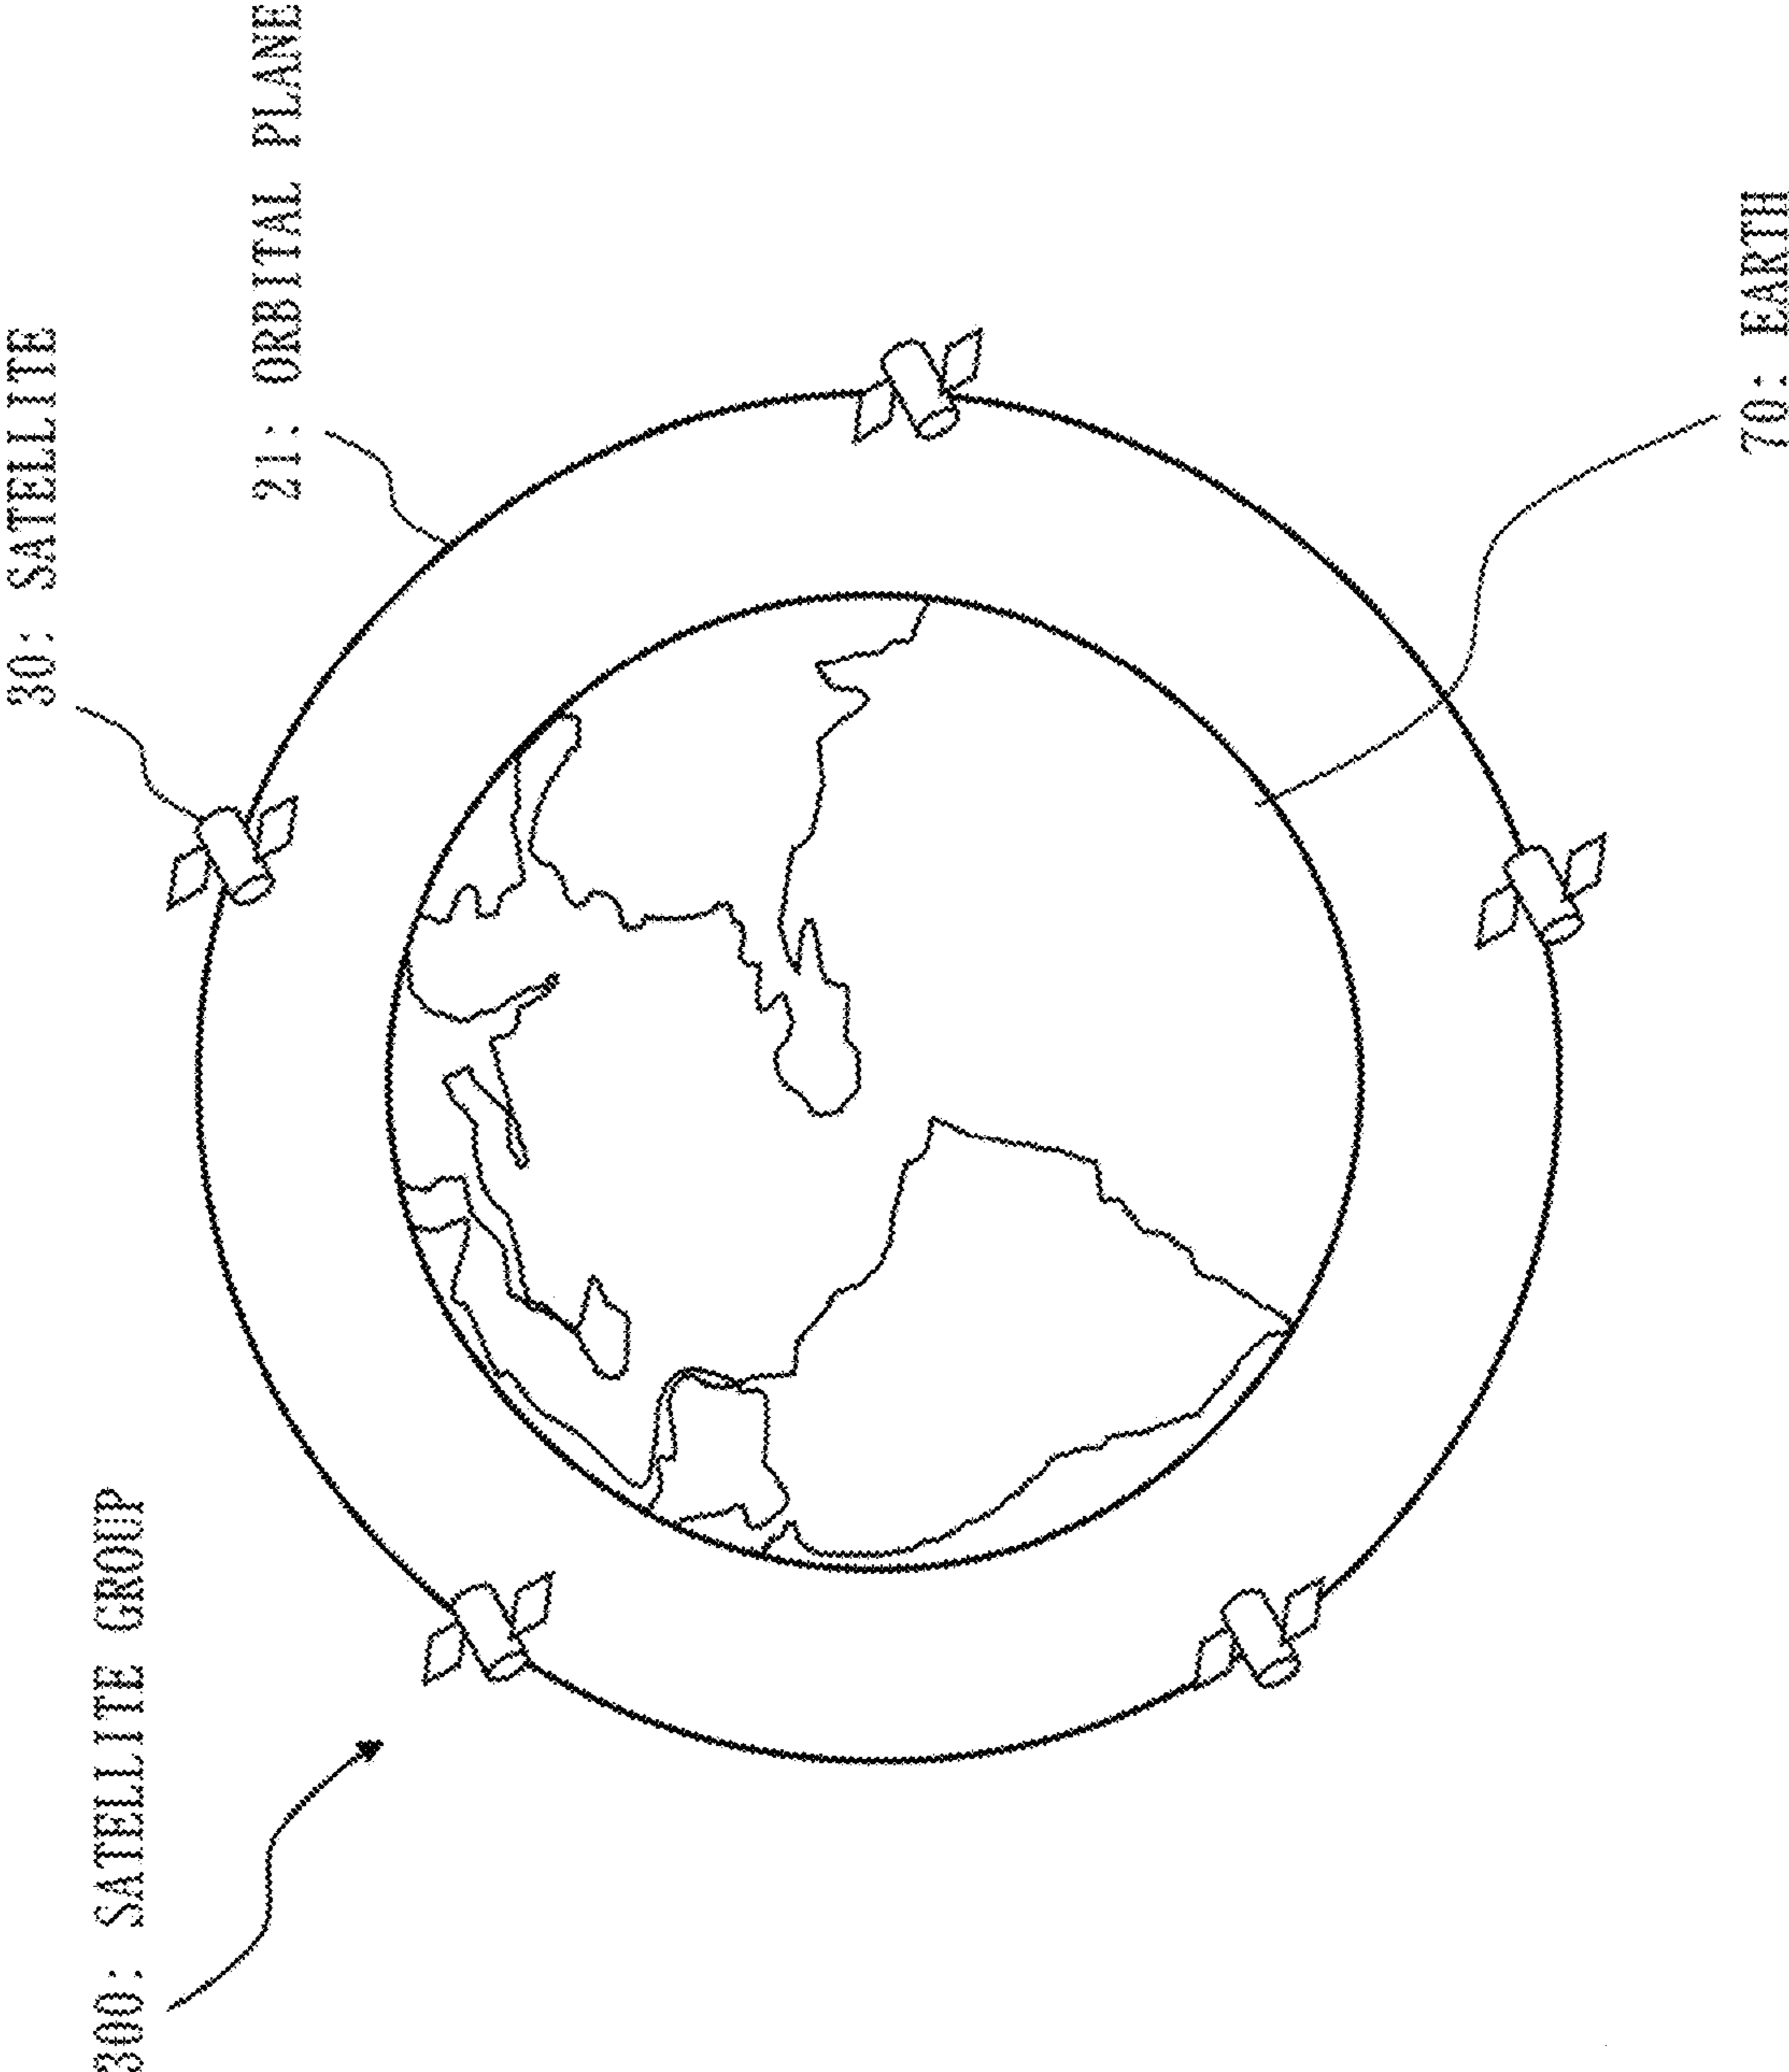 300: SATELLITE GROUP
30: SATELLITE
21: ORBITAL PLANE
70: EARTH